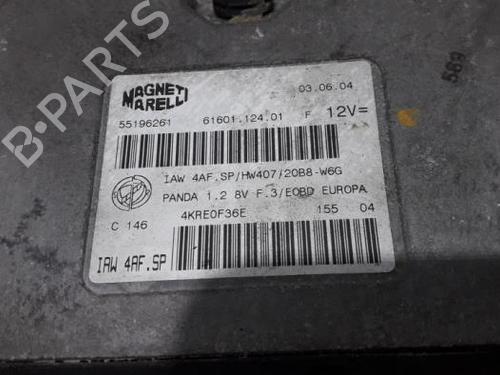 MAGNETI
MARELLI
03.06.04
55196261 61601.124.01 F 12V=
IAW 4AF.SP/HW407/20B8-W6G
PANDA 1.2 8V F.3/EOBD EUROPA
4KRE0F36E 155 04
C 146
IAW 4AF.SP
569
B-PARTS